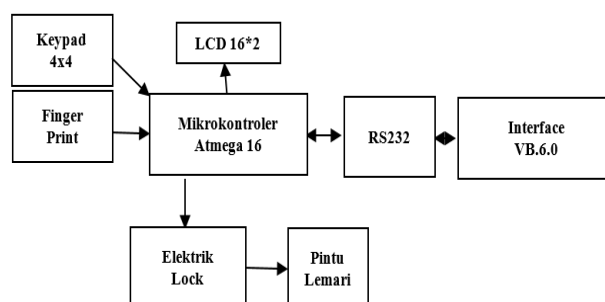 Keypad
4x4
LCD 16*2
Finger
Print
Mikrokontroler
Atmega 16
RS232
Interface
VB.6.0
Elektrik
Lock
Pintu
Lemari